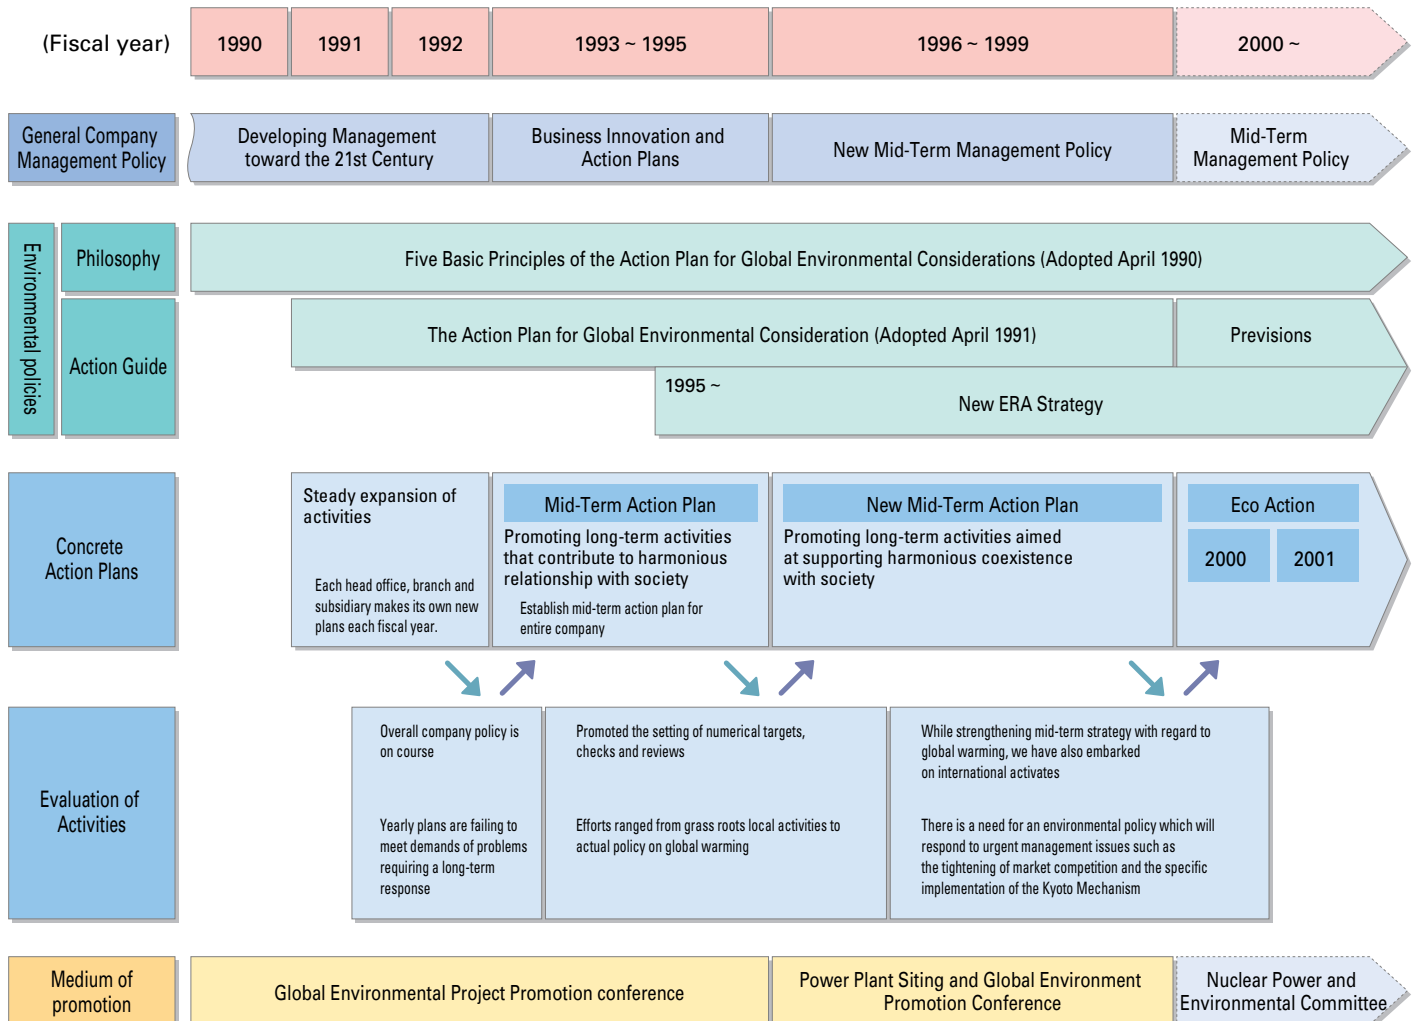 (Fiscal year)
1990
1991
1992
1993 ~ 1995
1996 ~ 1999
2000 ~
General Company
Management Policy
Developing Management
toward the 21st Century
Business Innovation and
Action Plans
New Mid-Term Management Policy
Mid-Term
Management Policy
Environmental policies
Philosophy
Five Basic Principles of the Action Plan for Global Environmental Considerations (Adopted April 1990)
Action Guide
The Action Plan for Global Environmental Consideration (Adopted April 1991)
Previsions
1995 ~
New ERA Strategy
Concrete
Action Plans
Steady expansion of
activities
Each head office, branch and
subsidiary makes its own new
plans each fiscal year.
Mid-Term Action Plan
Promoting long-term activities
that contribute to harmonious
relationship with society
Establish mid-term action plan for
entire company
New Mid-Term Action Plan
Promoting long-term activities aimed
at supporting harmonious coexistence
with society
Eco Action
2000
2001
Evaluation of
Activities
Overall company policy is
on course
Yearly plans are failing to
meet demands of problems
requiring a long-term
response
Promoted the setting of numerical targets,
checks and reviews
Efforts ranged from grass roots local activities to
actual policy on global warming
While strengthening mid-term strategy with regard to
global warming, we have also embarked
on international activates
There is a need for an environmental policy which will
respond to urgent management issues such as
the tightening of market competition and the specific
implementation of the Kyoto Mechanism
Medium of
promotion
Global Environmental Project Promotion conference
Power Plant Siting and Global Environment
Promotion Conference
Nuclear Power and
Environmental Committee